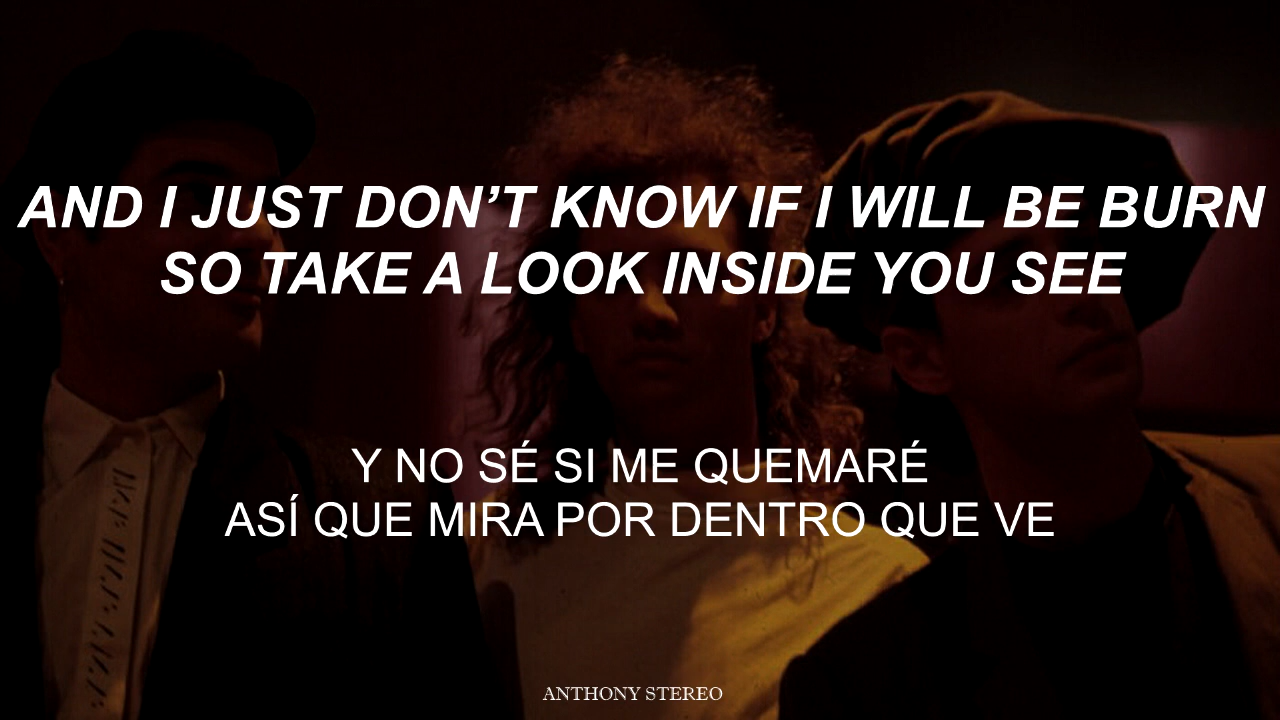 AND I JUST DON’T KNOW IF I WILL BE BURN
SO TAKE A LOOK INSIDE YOU SEE
Y NO SÉ SI ME QUEMARÉ
ASÍ QUE MIRA POR DENTRO QUE VE
ANTHONY STEREO